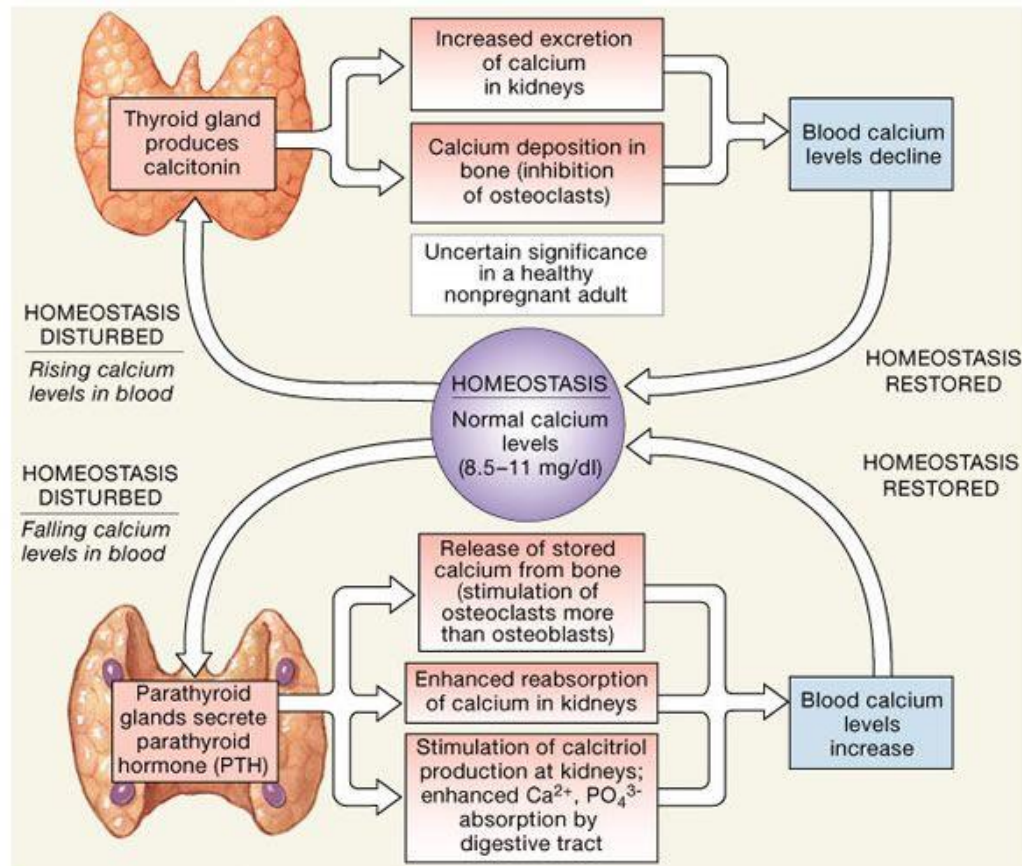 Thyroid gland
produces
calcitonin
Increased excretion
of calcium
in kidneys
Calcium deposition in
bone (inhibition
of osteoclasts)
Uncertain significance
in a healthy
nonpregnant adult
Blood calcium
levels decline
HOMEOSTASIS
DISTURBED
Rising calcium
levels in blood
HOMEOSTASIS
Normal calcium
levels
(8.5–11 mg/dl)
HOMEOSTASIS
RESTORED
HOMEOSTASIS
DISTURBED
Falling calcium
levels in blood
HOMEOSTASIS
RESTORED
Parathyroid
glands secrete
parathyroid
hormone (PTH)
Release of stored
calcium from bone
(stimulation of
osteoclasts more
than osteoblasts)
Enhanced reabsorption
of calcium in kidneys
Stimulation of calcitriol
production at kidneys;
enhanced Ca²⁺, PO₄³⁻
absorption by
digestive tract
Blood calcium
levels
increase